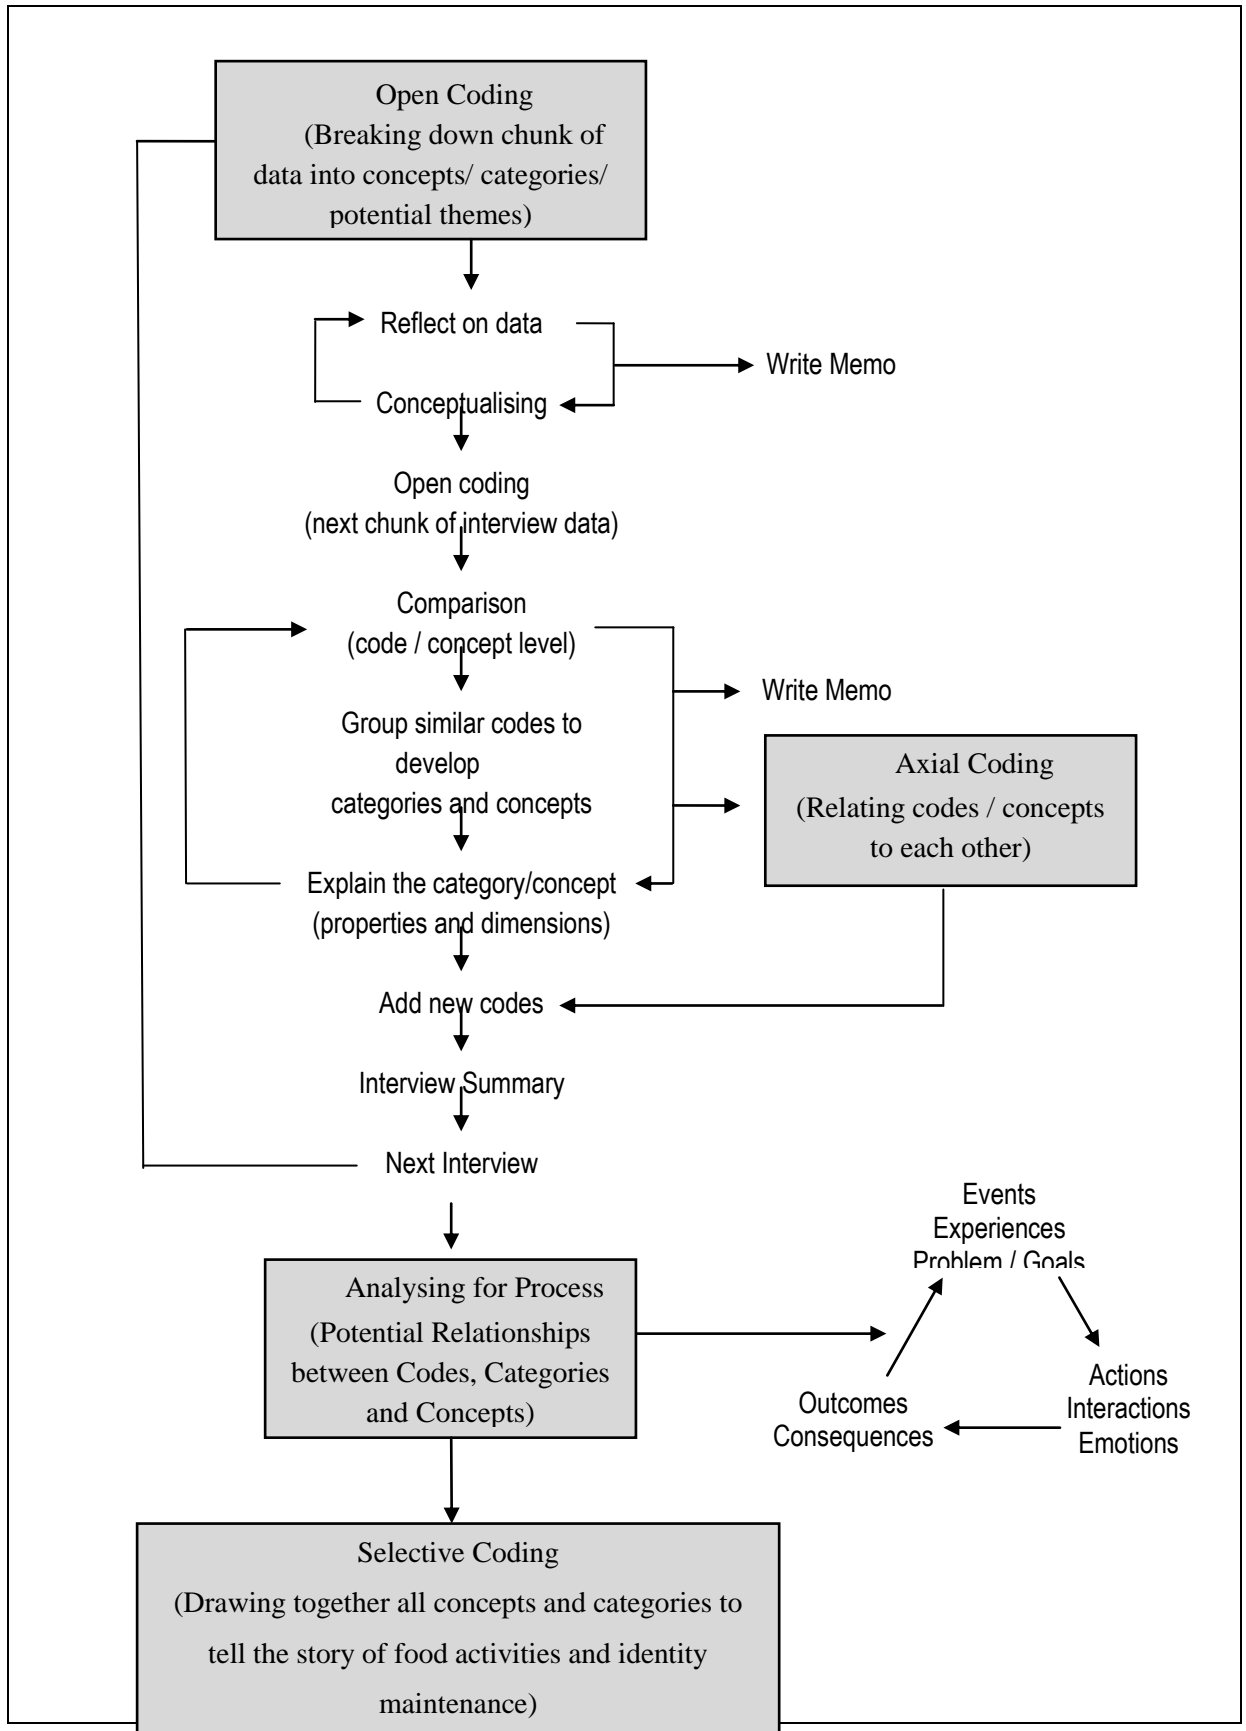 Open Coding
(Breaking down chunk of
data into concepts/ categories/
potential themes)
Reflect on data
Write Memo
Conceptualising
Open coding
(next chunk of interview data)
Comparison
(code / concept level)
Write Memo
Group similar codes to
develop
categories and concepts
Axial Coding
(Relating codes / concepts
to each other)
Explain the category/concept
(properties and dimensions)
Add new codes
Interview Summary
Next Interview
Events
Experiences
Problem / Goals
Analysing for Process
(Potential Relationships
between Codes, Categories
and Concepts)
Actions
Interactions
Emotions
Outcomes
Consequences
Selective Coding
(Drawing together all concepts and categories to
tell the story of food activities and identity
maintenance)